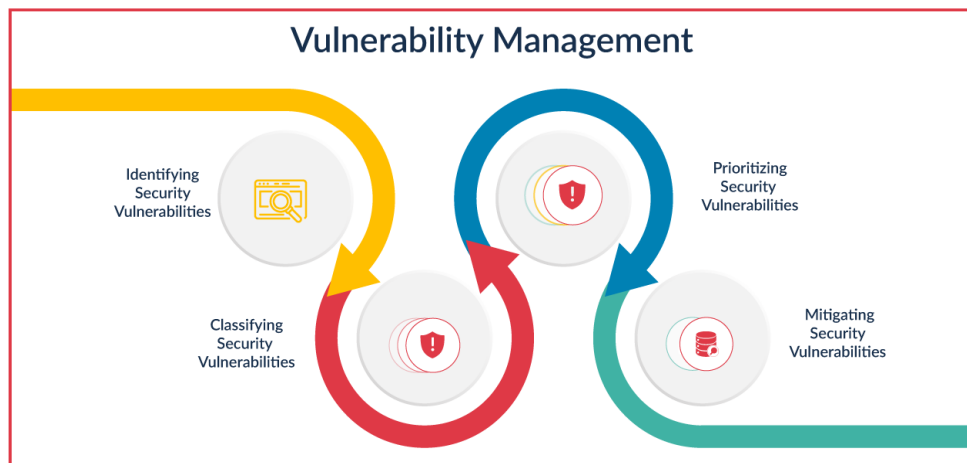 Vulnerability Management
Identifying
Security
Vulnerabilities
Classifying
Security
Vulnerabilities
Prioritizing
Security
Vulnerabilities
Mitigating
Security
Vulnerabilities